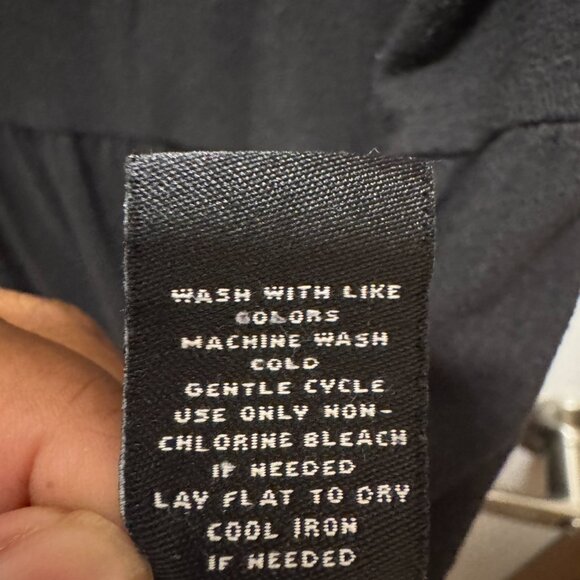 WASH WITH LIKE
COLORS
MACHINE WASH
COLD
GENTLE CYCLE
USE ONLY NON-
CHLORINE BLEACH
IF NEEDED
LAY FLAT TO DRY
COOL IRON
IF NEEDED